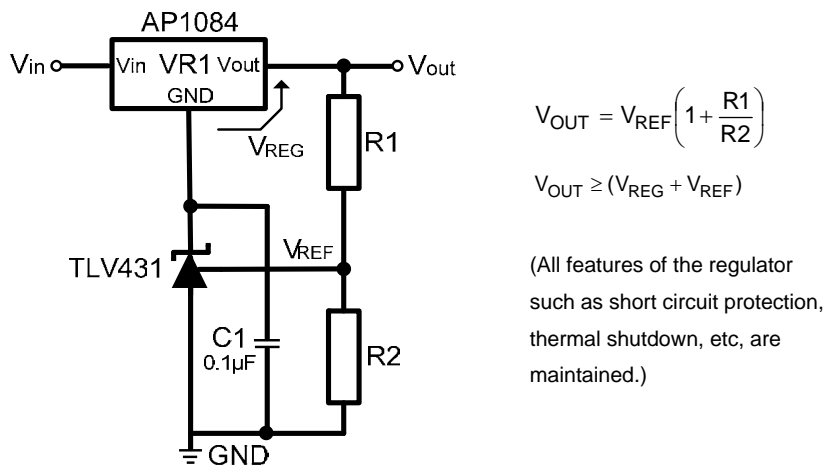 AP1084
Vin
Vin VR1 Vout
GND
Vout
VREG
R1
VREF
TLV431
C1
0.1µF
R2
GND
VOUT = VREF(1 + R1/R2)
VOUT ≥ (VREG + VREF)
(All features of the regulator
such as short circuit protection,
thermal shutdown, etc, are
maintained.)